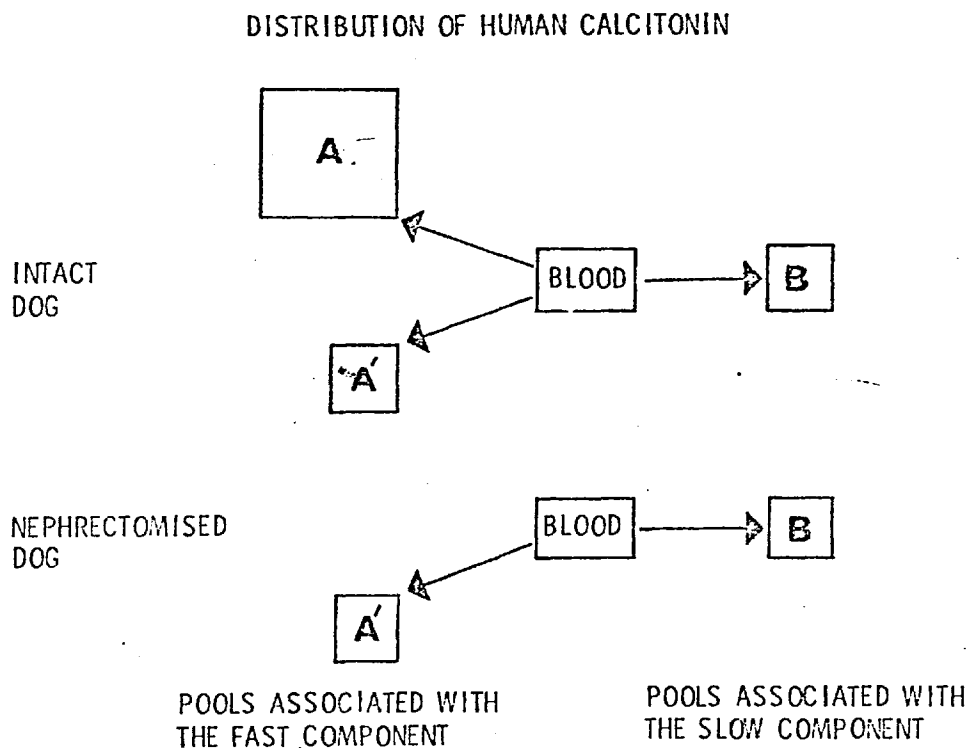 DISTRIBUTION OF HUMAN CALCITONIN
A
INTACT
DOG
BLOOD
B
A′
NEPHRECTOMISED
DOG
BLOOD
B
A′
POOLS ASSOCIATED WITH
THE FAST COMPONENT
POOLS ASSOCIATED WITH
THE SLOW COMPONENT